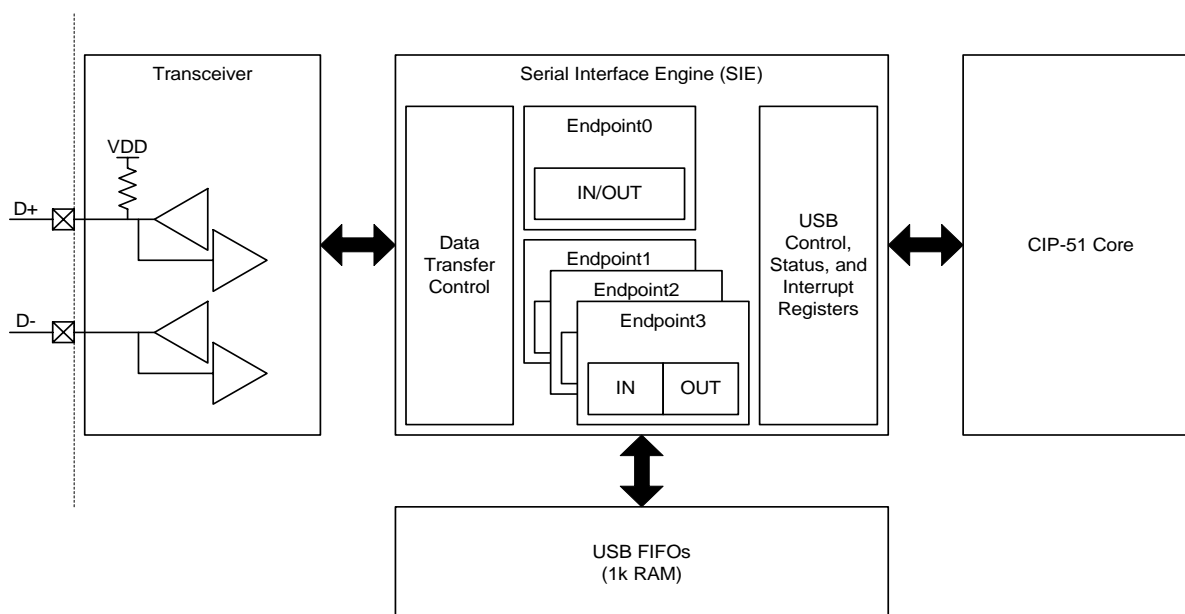 Transceiver
VDD
D+
D-
Serial Interface Engine (SIE)
Data
Transfer
Control
Endpoint0
IN/OUT
Endpoint1
Endpoint2
Endpoint3
IN
OUT
USB
Control,
Status, and
Interrupt
Registers
CIP-51 Core
USB FIFOs
(1k RAM)